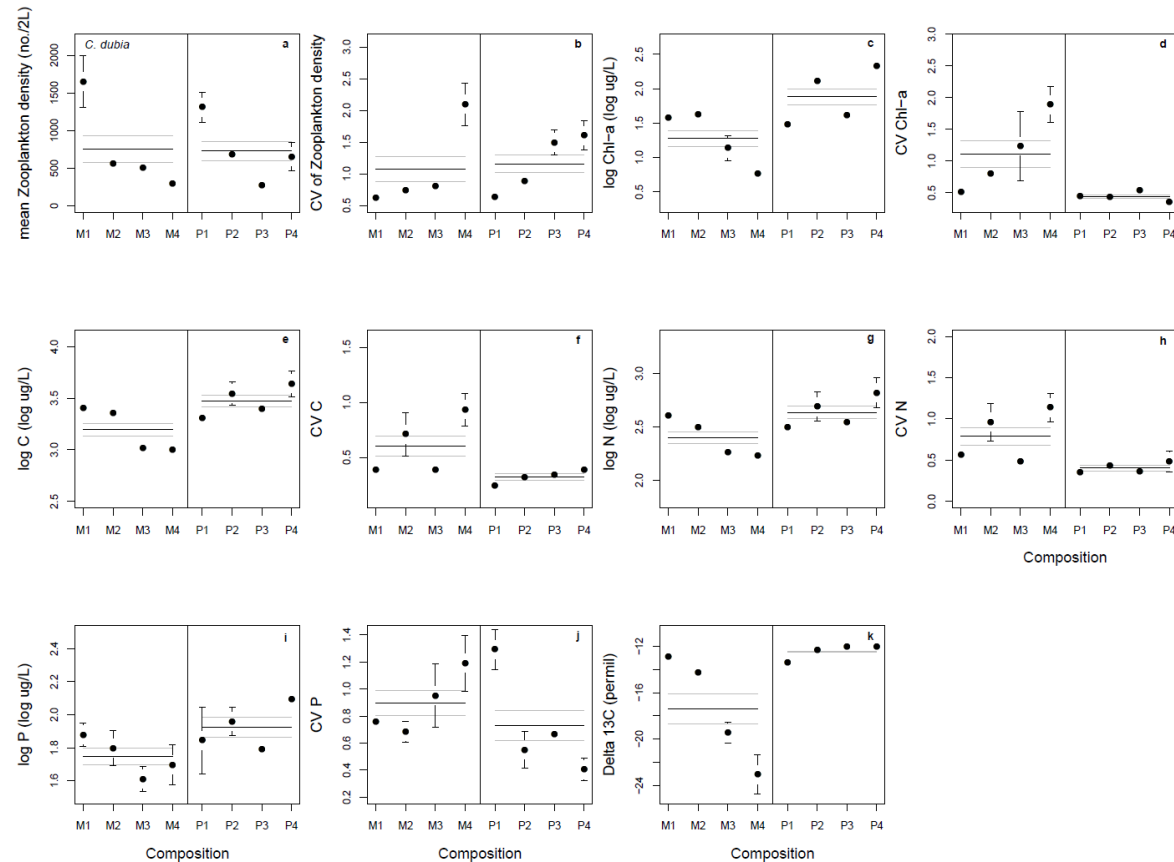 mean Zooplankton density (no./2L)
C. dubia
a
0 500 1000 1500 2000
M1 M2 M3 M4 P1 P2 P3 P4
CV of Zooplankton density
b
0.5 1.0 1.5 2.0 2.5 3.0
M1 M2 M3 M4 P1 P2 P3 P4
log Chl-a (log ug/L)
c
0.5 1.0 1.5 2.0 2.5
M1 M2 M3 M4 P1 P2 P3 P4
CV Chl-a
d
0.5 1.0 1.5 2.0 2.5 3.0
M1 M2 M3 M4 P1 P2 P3 P4
log C (log ug/L)
e
2.5 3.0 3.5 4.0
M1 M2 M3 M4 P1 P2 P3 P4
CV C
f
0.5 1.0 1.5
M1 M2 M3 M4 P1 P2 P3 P4
log N (log ug/L)
g
2.0 2.5 3.0
M1 M2 M3 M4 P1 P2 P3 P4
CV N
h
0.0 0.5 1.0 1.5 2.0
M1 M2 M3 M4 P1 P2 P3 P4
Composition
log P (log ug/L)
i
1.6 1.8 2.0 2.2 2.4
M1 M2 M3 M4 P1 P2 P3 P4
Composition
CV P
j
0.2 0.4 0.6 0.8 1.0 1.2 1.4
M1 M2 M3 M4 P1 P2 P3 P4
Composition
Delta 13C (permil)
k
-24 -20 -16 -12
M1 M2 M3 M4 P1 P2 P3 P4
Composition